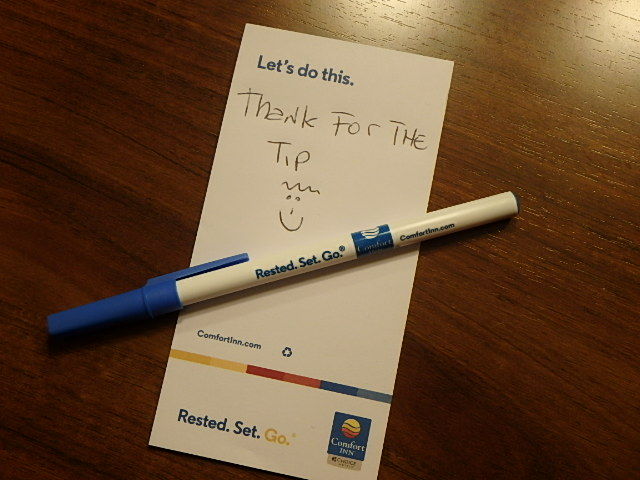 Let's do this.
THANK FOR THE
TIP
Rested. Set. Go.®
Comfort
ComfortInn.com
ComfortInn.com
Rested. Set. Go.®
Comfort
INN
CHOICE